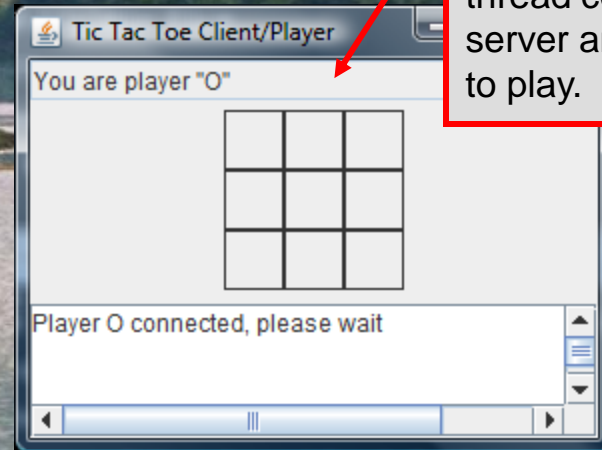 thread
server
to play.
Tic Tac Toe Client/Player
You are player "O"
Player O connected, please wait